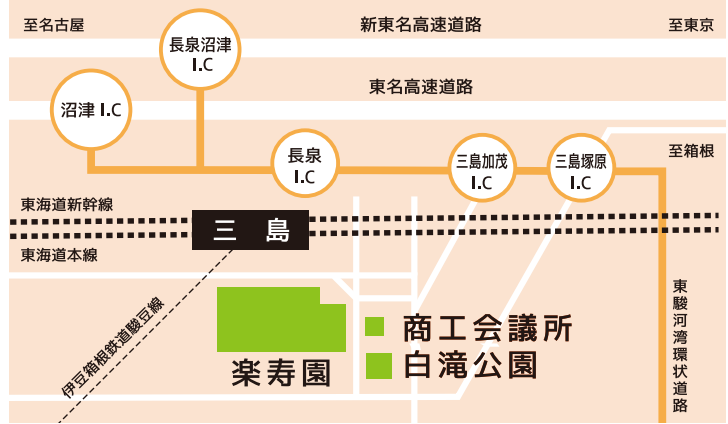 至名古屋
新東名高速道路
至東京
長泉沼津
I.C
東名高速道路
沼津 I.C
長泉
I.C
三島加茂
I.C
三島塚原
I.C
至箱根
東海道新幹線
三 島
東海道本線
伊豆箱根鉄道駿豆線
東駿河湾環状道路
商工会議所
白滝公園
楽寿園